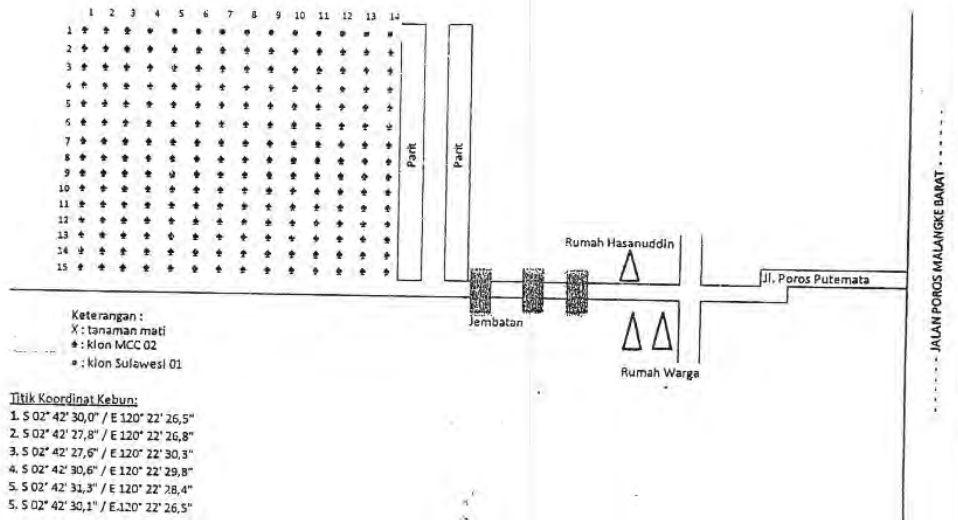 1 2 3 4 5 6 7 8 9 10 11 12 13 14
1
2
3
4
5
6
7
8
9
10
11
12
13
14
15
Parit
Parit
Rumah Hasanuddin
Jl. Poros Putemata
JALAN POROS MALANGKE BARAT
Jembatan
Rumah Warga
Keterangan :
X : tanaman mati
: klon MCC 02
: klon Sulawesi 01
Titik Koordinat Kebun:
1. S 02° 42' 30,0" / E 120° 22' 26,5"
2. S 02° 42' 27,8" / E 120° 22' 26,8"
3. S 02° 42' 27,6" / E 120° 22' 30,3"
4. S 02° 42' 30,6" / E 120° 22' 29,8"
5. S 02° 42' 31,3" / E 120° 22' 28,4"
5. S 02° 42' 30,1" / E 120° 22' 26,5"